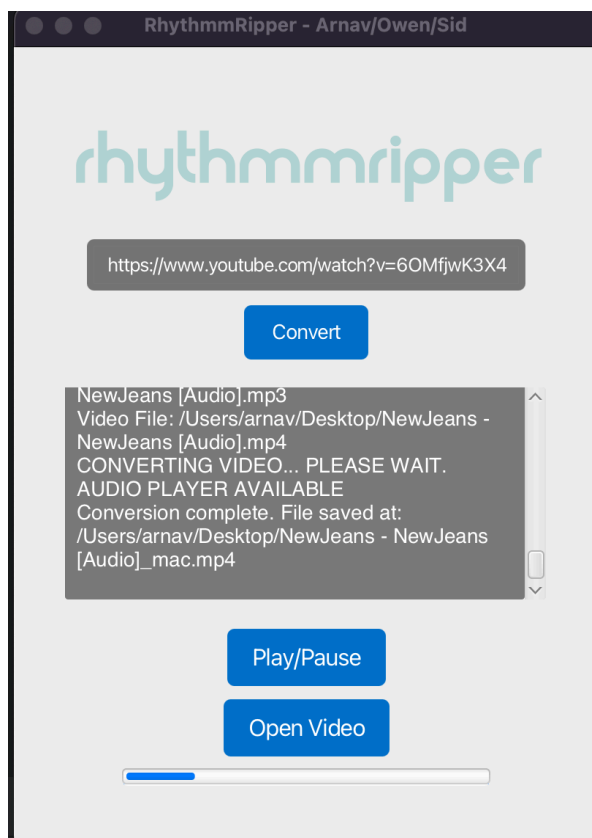 RhythmmRipper - Arnav/Owen/Sid
rhythmmripper
https://www.youtube.com/watch?v=6OMfjwK3X4
Convert
NewJeans [Audio].mp3
Video File: /Users/arnav/Desktop/NewJeans -
NewJeans [Audio].mp4
CONVERTING VIDEO... PLEASE WAIT.
AUDIO PLAYER AVAILABLE
Conversion complete. File saved at:
/Users/arnav/Desktop/NewJeans - NewJeans
[Audio]_mac.mp4
Play/Pause
Open Video